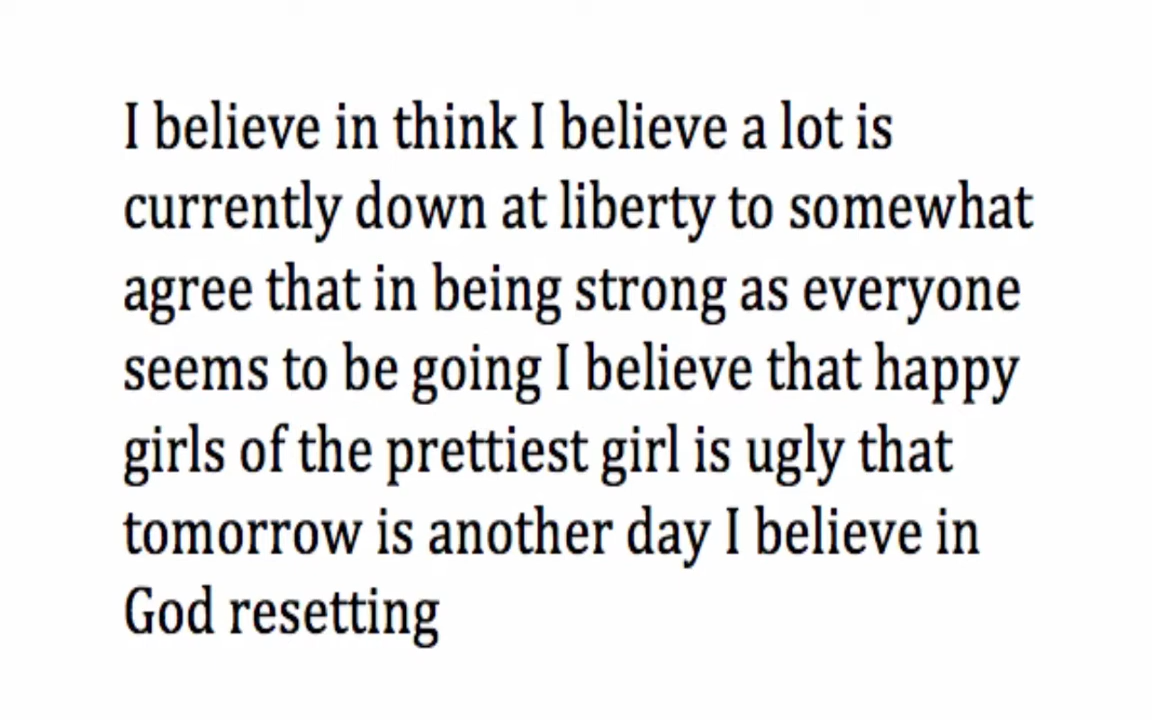 I believe in think I believe a lot is
currently down at liberty to somewhat
agree that in being strong as everyone
seems to be going I believe that happy
girls of the prettiest girl is ugly that
tomorrow is another day I believe in
God resetting